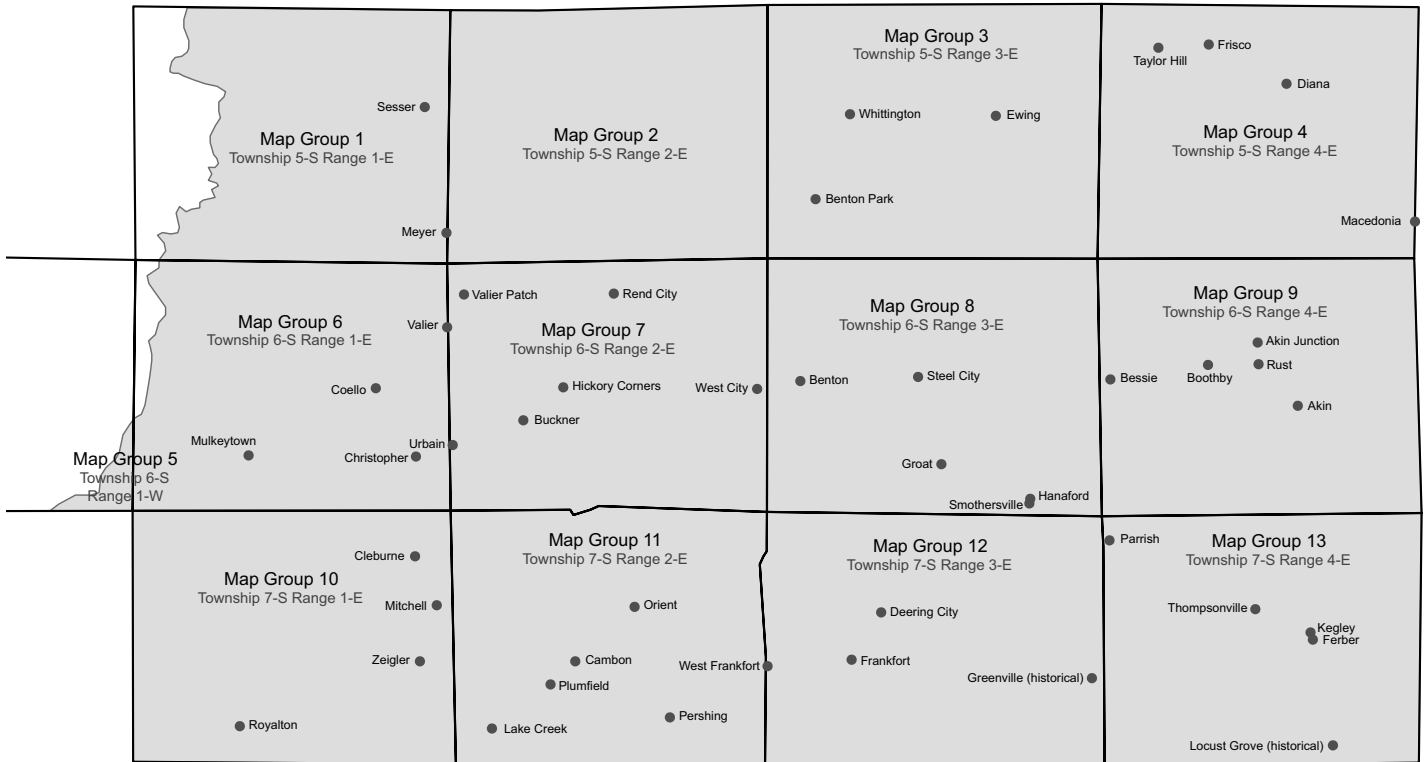 Map Group 3
Township 5-S Range 3-E
Frisco
Taylor Hill
Diana
Sesser
Whittington
Ewing
Map Group 1
Township 5-S Range 1-E
Map Group 2
Township 5-S Range 2-E
Map Group 4
Township 5-S Range 4-E
Benton Park
Macedonia
Meyer
Valier Patch
Rend City
Map Group 6
Township 6-S Range 1-E
Valier
Map Group 7
Township 6-S Range 2-E
Map Group 8
Township 6-S Range 3-E
Map Group 9
Township 6-S Range 4-E
Akin Junction
Rust
Boothby
Bessie
Akin
Coello
Hickory Corners
West City
Benton
Steel City
Buckner
Mulkeytown
Urbain
Christopher
Map Group 5
Township 6-S
Range 1-W
Groat
Hanaford
Smothersville
Cleburne
Map Group 11
Township 7-S Range 2-E
Map Group 12
Township 7-S Range 3-E
Parrish
Map Group 13
Township 7-S Range 4-E
Map Group 10
Township 7-S Range 1-E
Mitchell
Orient
Deering City
Thompsonville
Kegley
Ferber
Zeigler
Cambon
West Frankfort
Frankfort
Greenville (historical)
Plumfield
Royalton
Lake Creek
Pershing
Locust Grove (historical)